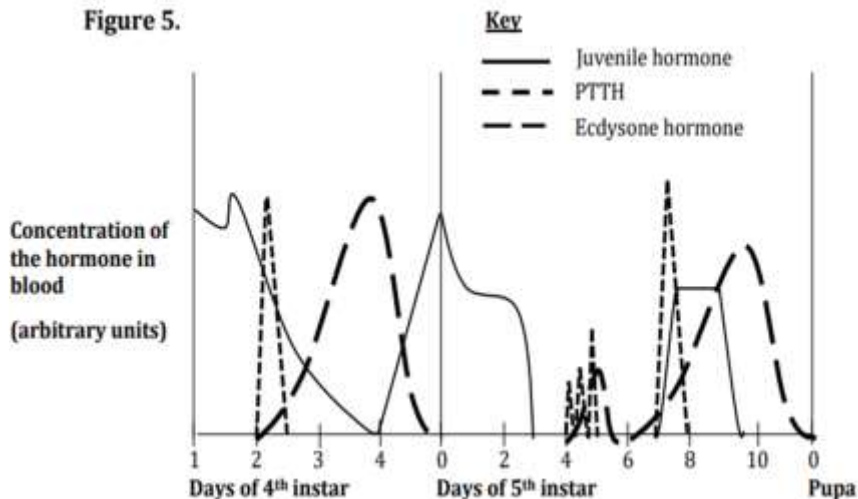 Figure 5.
Key
Juvenile hormone
PTTH
Ecdysone hormone
Concentration of
the hormone in
blood
(arbitrary units)
1 2 3 4 0 2 4 6 8 10 0
Days of 4th instar Days of 5th instar Pupa